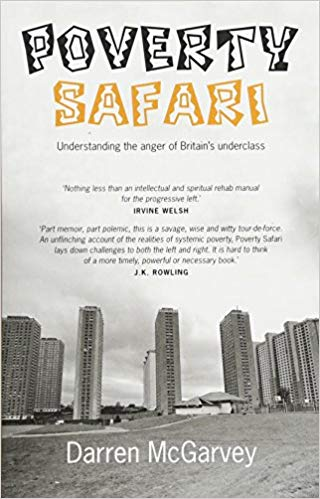 POVERTY
SAFARI
Understanding the anger of Britain's underclass
'Nothing less than an intellectual and spiritual rehab manual
for the progressive left.'
IRVINE WELSH
'Part memoir, part polemic, this is a savage, wise and witty tour-de-force.
An unflinching account of the realities of systemic poverty, Poverty Safari
lays down challenges to both the left and right. It is hard to think
of a more timely, powerful or necessary book.'
J.K. ROWLING
Darren McGarvey